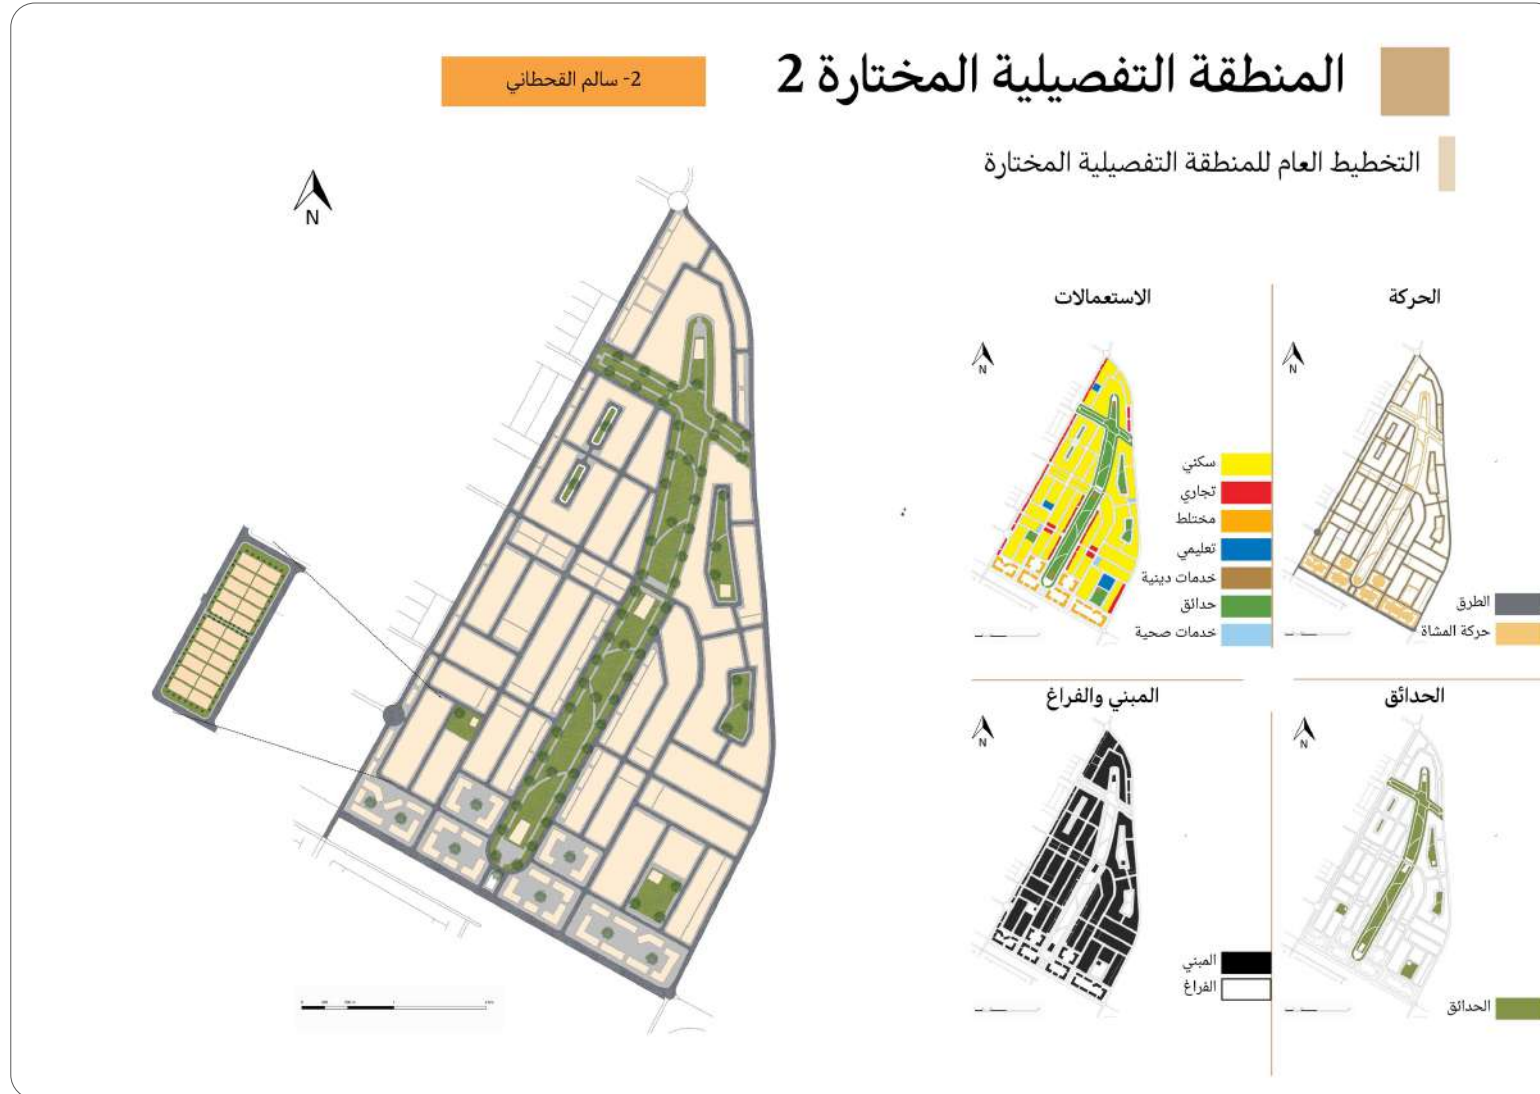 المنطقة التفصيلية المختارة 2
2- سالم القحطاني
التخطيط العام للمنطقة التفصيلية المختارة
N
الحركة
N
الطرق
حركة المشاة
الاستعمالات
N
سكني
تجاري
مختلط
تعليمي
خدمات دينية
حدائق
خدمات صحية
الحدائق
N
الحدائق
المبني والفراغ
N
المبني
الفراغ